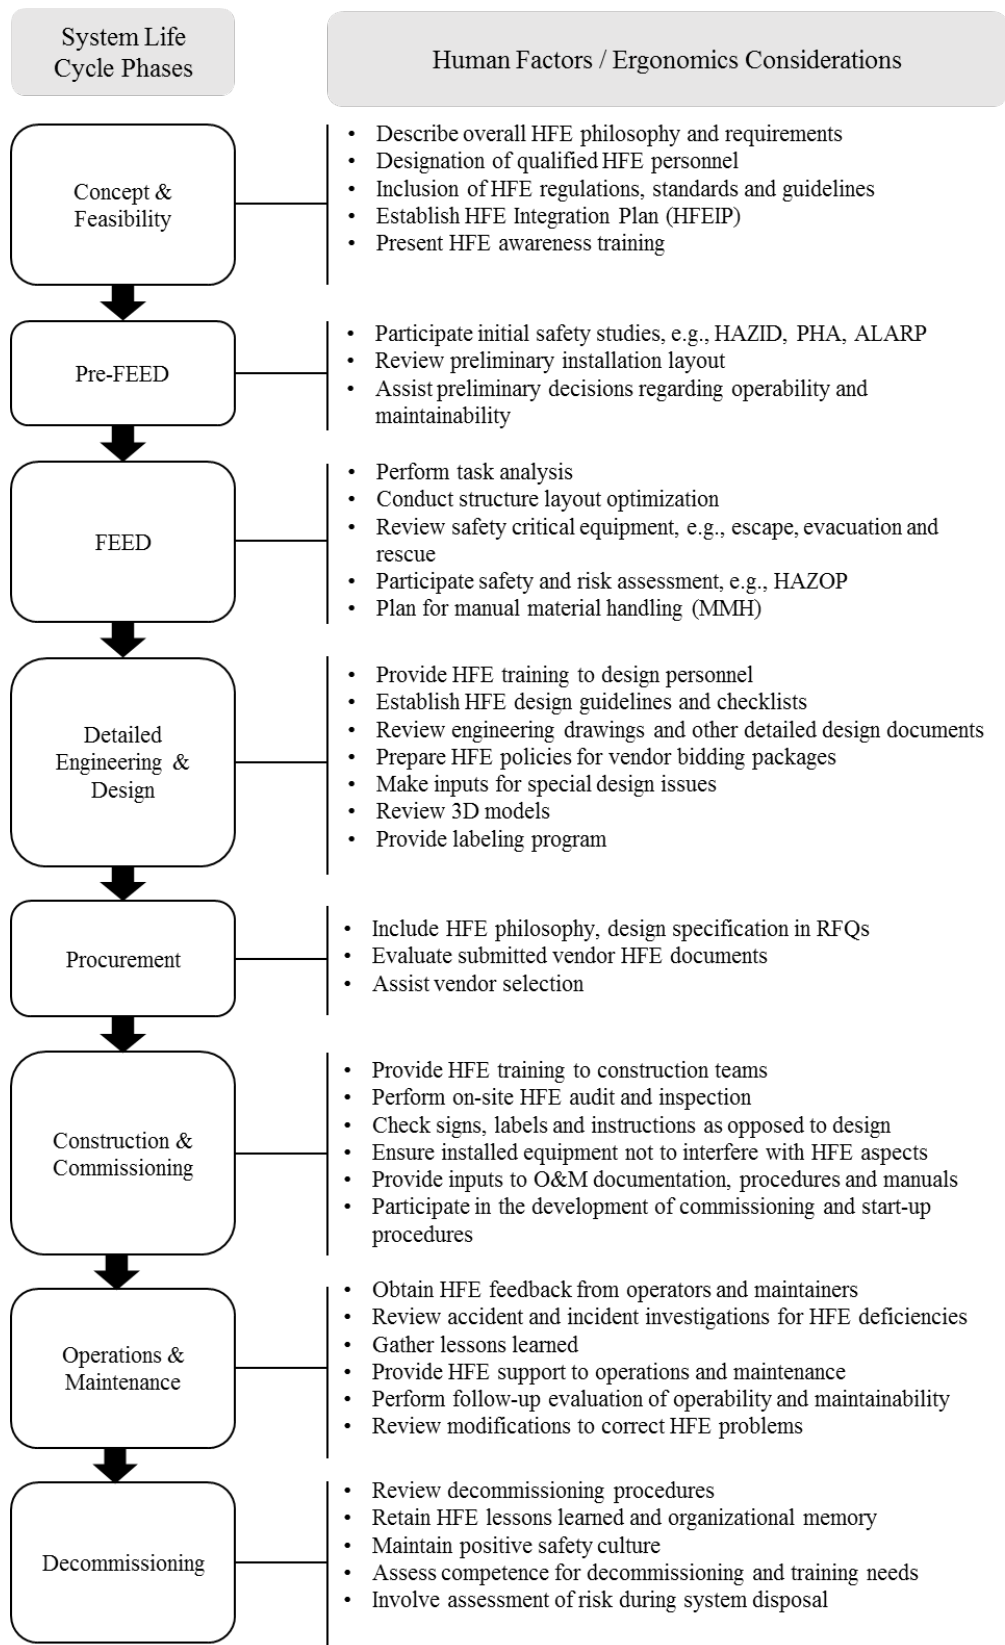 System Life
Cycle Phases
Human Factors / Ergonomics Considerations
Concept &
Feasibility
• Describe overall HFE philosophy and requirements
• Designation of qualified HFE personnel
• Inclusion of HFE regulations, standards and guidelines
• Establish HFE Integration Plan (HFEIP)
• Present HFE awareness training
Pre-FEED
• Participate initial safety studies, e.g., HAZID, PHA, ALARP
• Review preliminary installation layout
• Assist preliminary decisions regarding operability and
maintainability
FEED
• Perform task analysis
• Conduct structure layout optimization
• Review safety critical equipment, e.g., escape, evacuation and
rescue
• Participate safety and risk assessment, e.g., HAZOP
• Plan for manual material handling (MMH)
Detailed
Engineering &
Design
• Provide HFE training to design personnel
• Establish HFE design guidelines and checklists
• Review engineering drawings and other detailed design documents
• Prepare HFE policies for vendor bidding packages
• Make inputs for special design issues
• Review 3D models
• Provide labeling program
Procurement
• Include HFE philosophy, design specification in RFQs
• Evaluate submitted vendor HFE documents
• Assist vendor selection
Construction &
Commissioning
• Provide HFE training to construction teams
• Perform on-site HFE audit and inspection
• Check signs, labels and instructions as opposed to design
• Ensure installed equipment not to interfere with HFE aspects
• Provide inputs to O&M documentation, procedures and manuals
• Participate in the development of commissioning and start-up
procedures
Operations &
Maintenance
• Obtain HFE feedback from operators and maintainers
• Review accident and incident investigations for HFE deficiencies
• Gather lessons learned
• Provide HFE support to operations and maintenance
• Perform follow-up evaluation of operability and maintainability
• Review modifications to correct HFE problems
Decommissioning
• Review decommissioning procedures
• Retain HFE lessons learned and organizational memory
• Maintain positive safety culture
• Assess competence for decommissioning and training needs
• Involve assessment of risk during system disposal